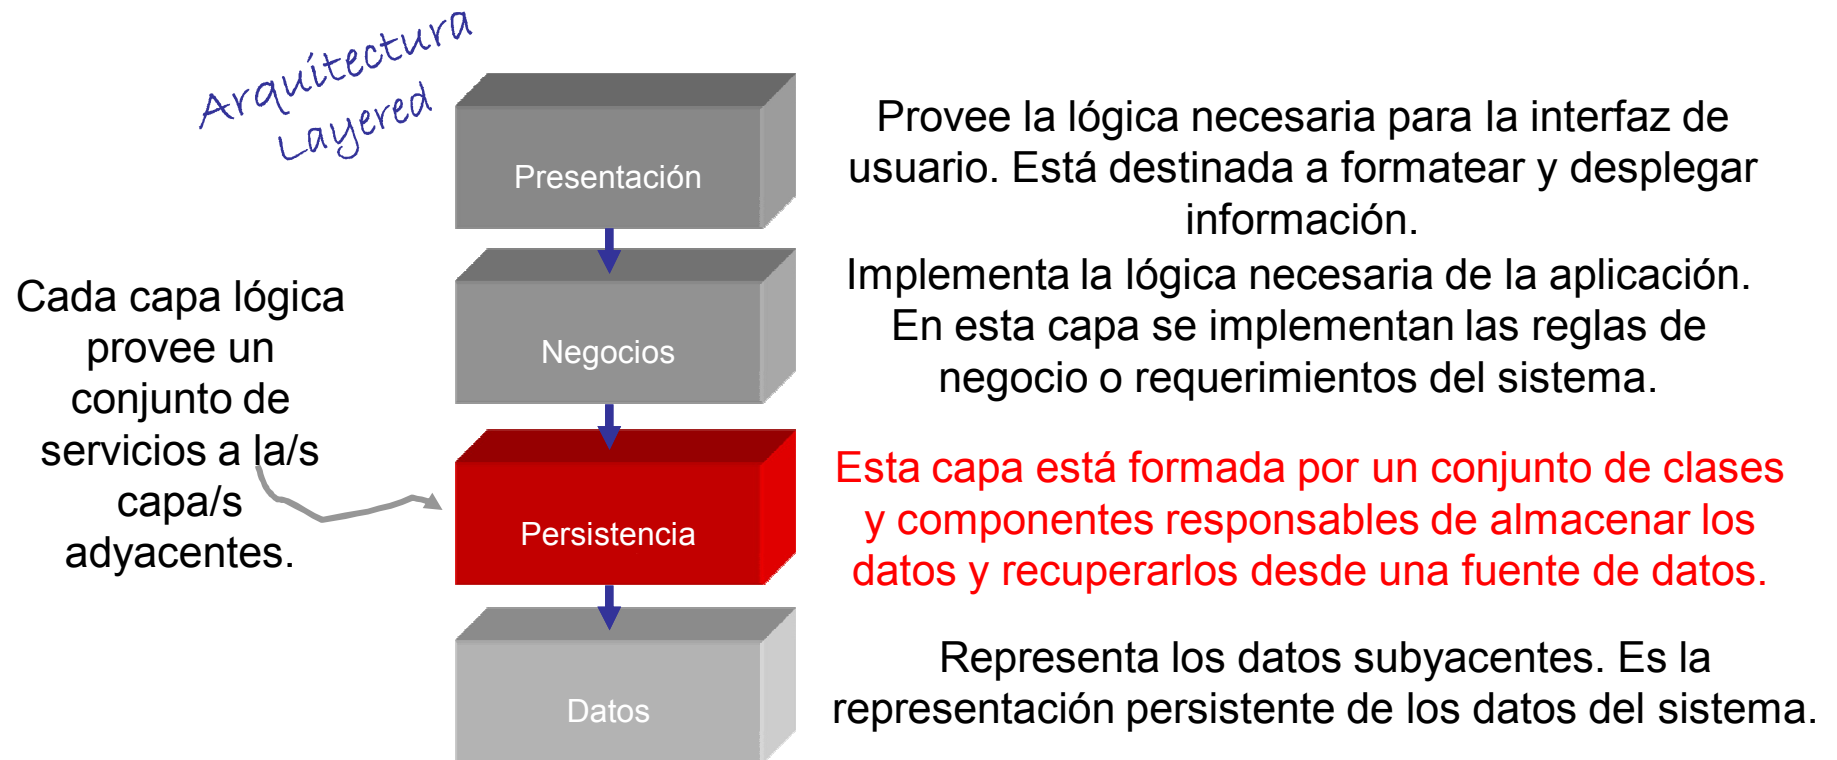 Arquitectura
Layered
Presentación
Provee la lógica necesaria para la interfaz de
usuario. Está destinada a formatear y desplegar
información.
Cada capa lógica
provee un
conjunto de
servicios a la/s
capa/s
adyacentes.
Negocios
Implementa la lógica necesaria de la aplicación.
En esta capa se implementan las reglas de
negocio o requerimientos del sistema.
Persistencia
Esta capa está formada por un conjunto de clases
y componentes responsables de almacenar los
datos y recuperarlos desde una fuente de datos.
Datos
Representa los datos subyacentes. Es la
representación persistente de los datos del sistema.